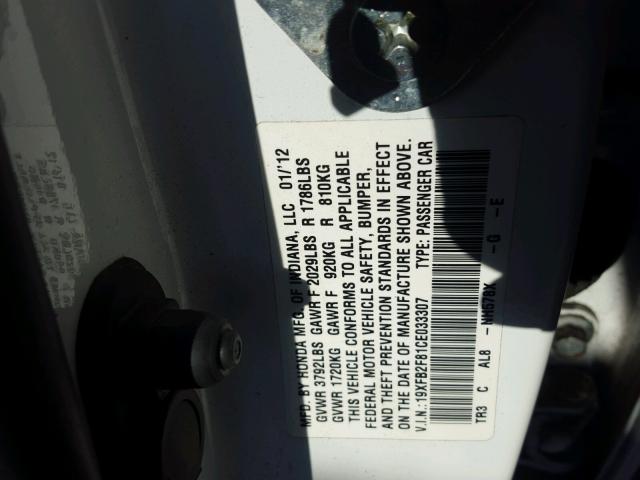 MFG. BY HONDA MFG. OF INDIANA, LLC 01/'12
GVWR 3792LBS GAWR F 2029LBS R 1786LBS
GVWR 1720KG GAWR F 920KG R 810KG
THIS VEHICLE CONFORMS TO ALL APPLICABLE
FEDERAL MOTOR VEHICLE SAFETY, BUMPER,
AND THEFT PREVENTION STANDARDS IN EFFECT
ON THE DATE OF MANUFACTURE SHOWN ABOVE.
V.I.N.: 19XFB2F81CE033307 TYPE: PASSENGER CAR
TR3 C AL8 - NH578X - G - E